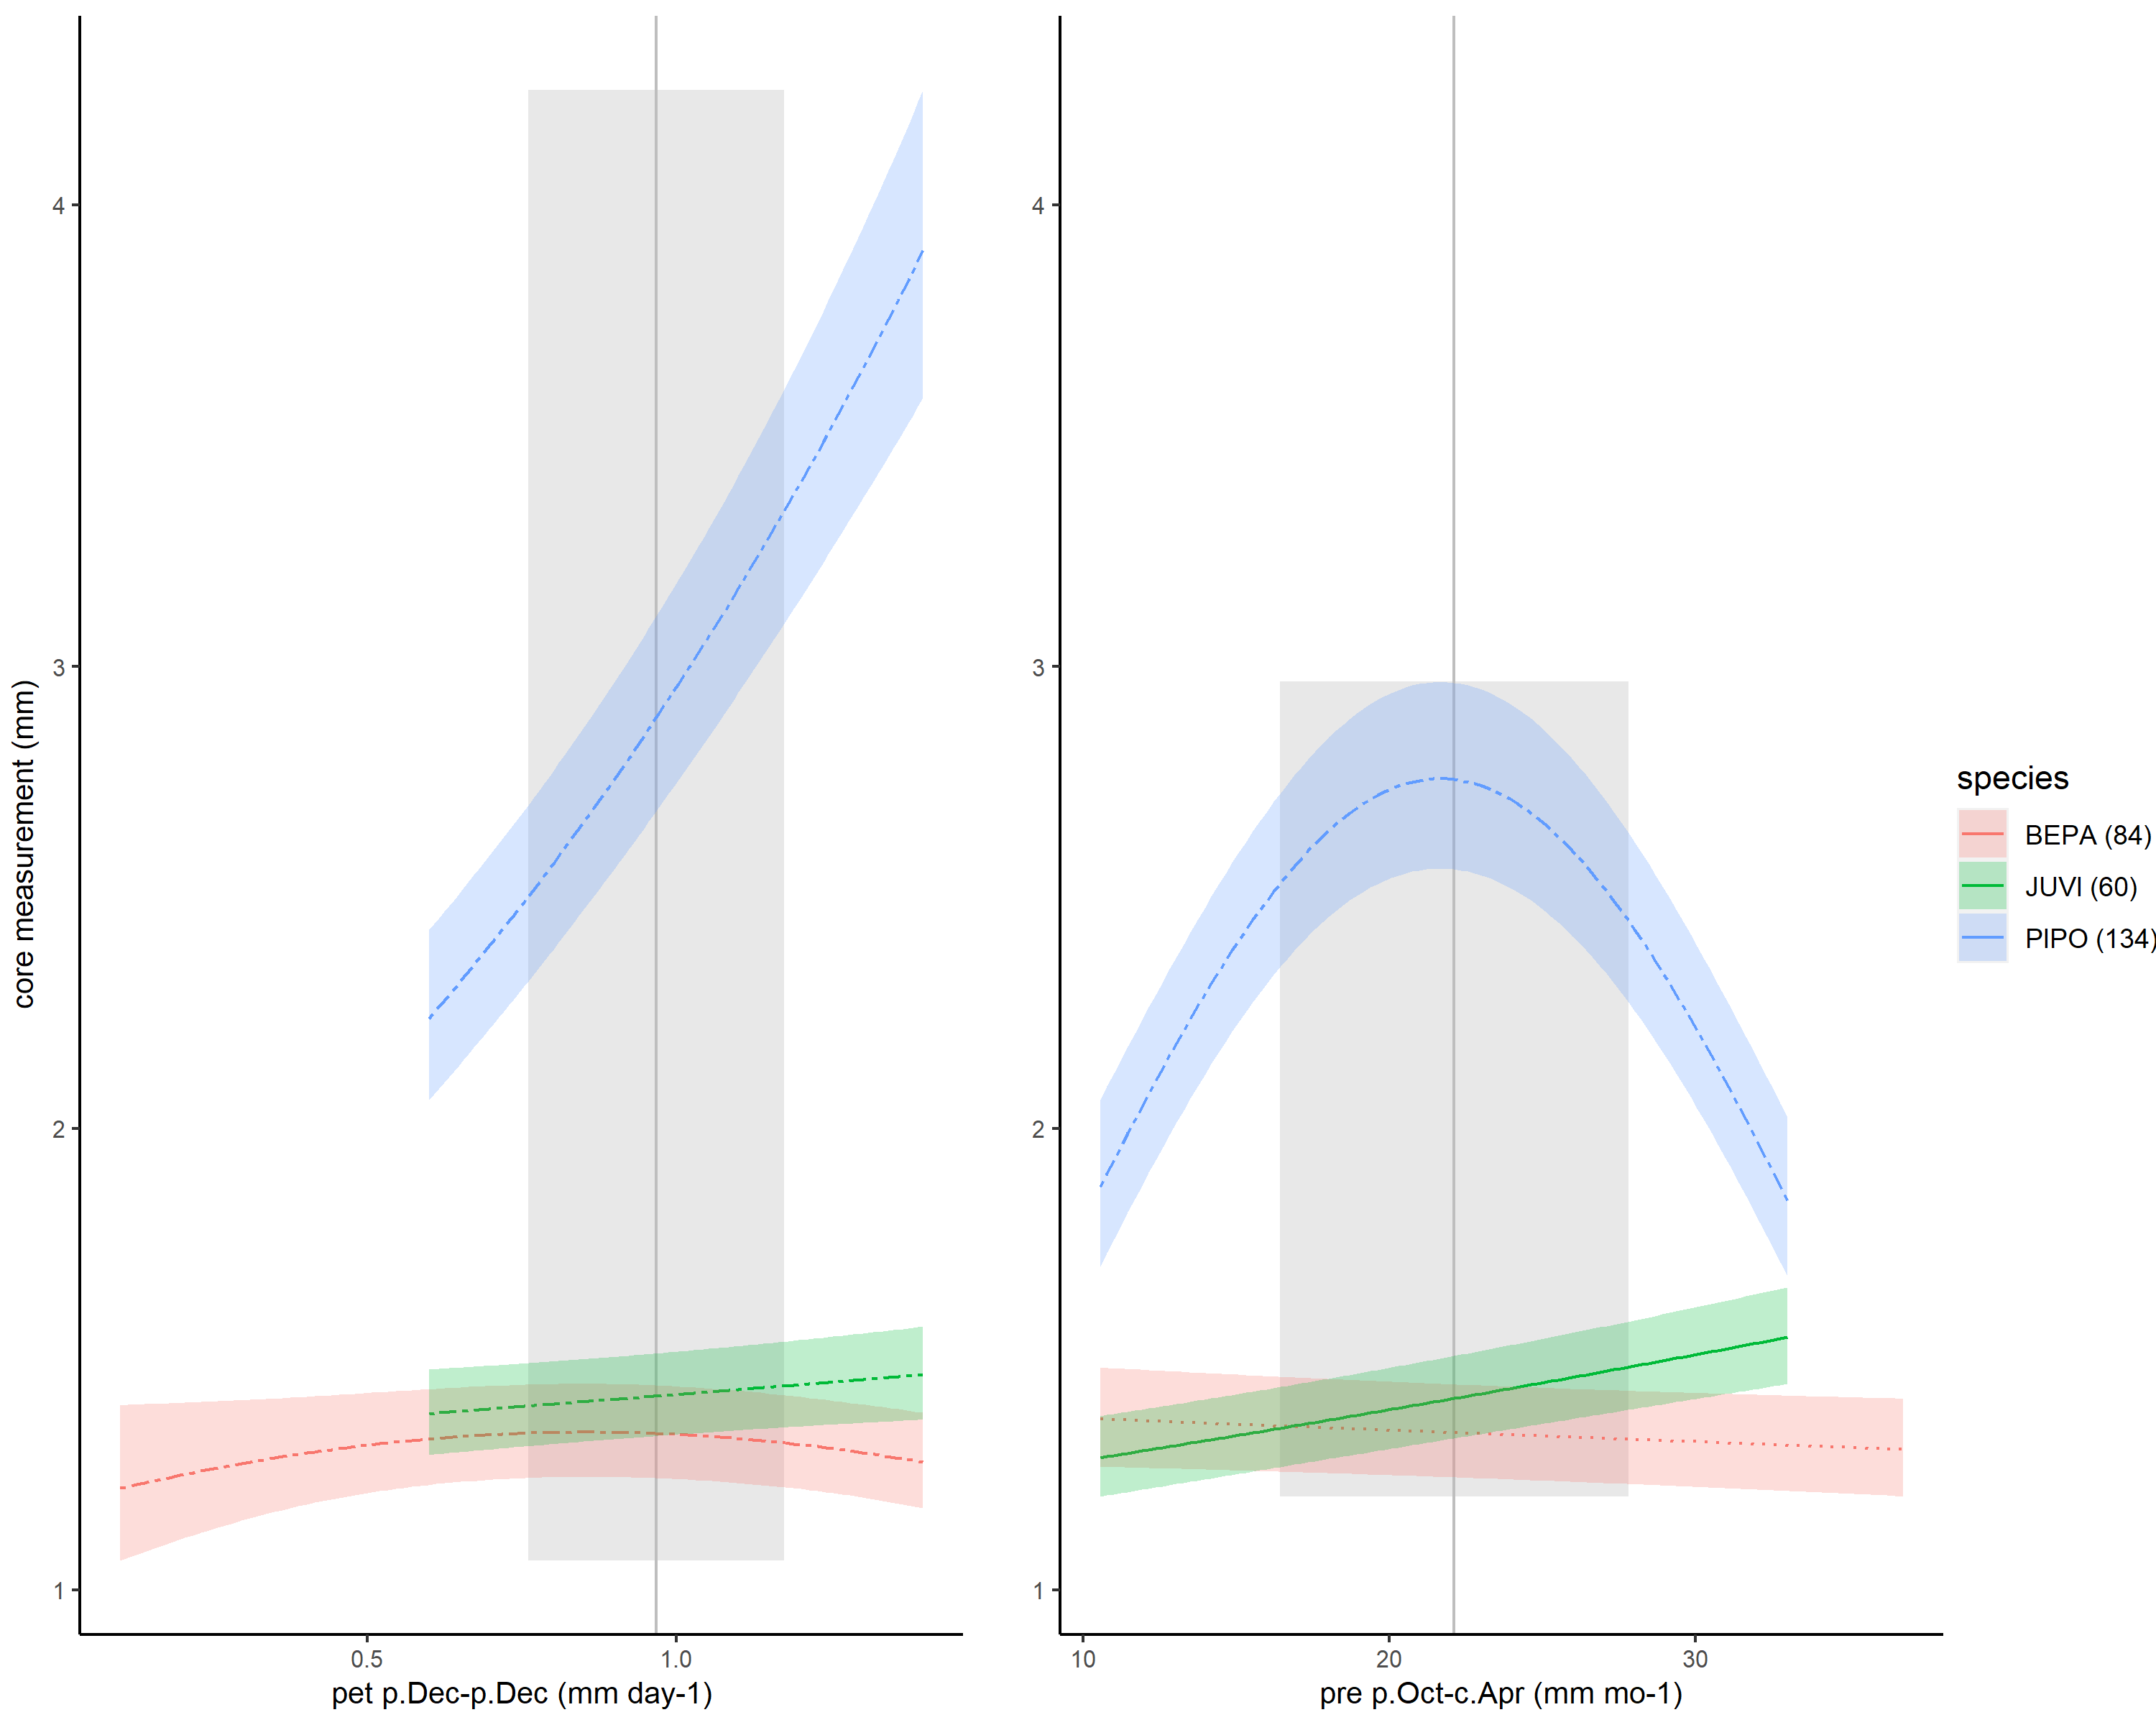 core measurement (mm)
4
3
2
1
0.5 1.0
pet p.Dec-p.Dec (mm day-1)
4
3
2
1
10 20 30
pre p.Oct-c.Apr (mm mo-1)
species
BEPA (84)
JUVI (60)
PIPO (134)